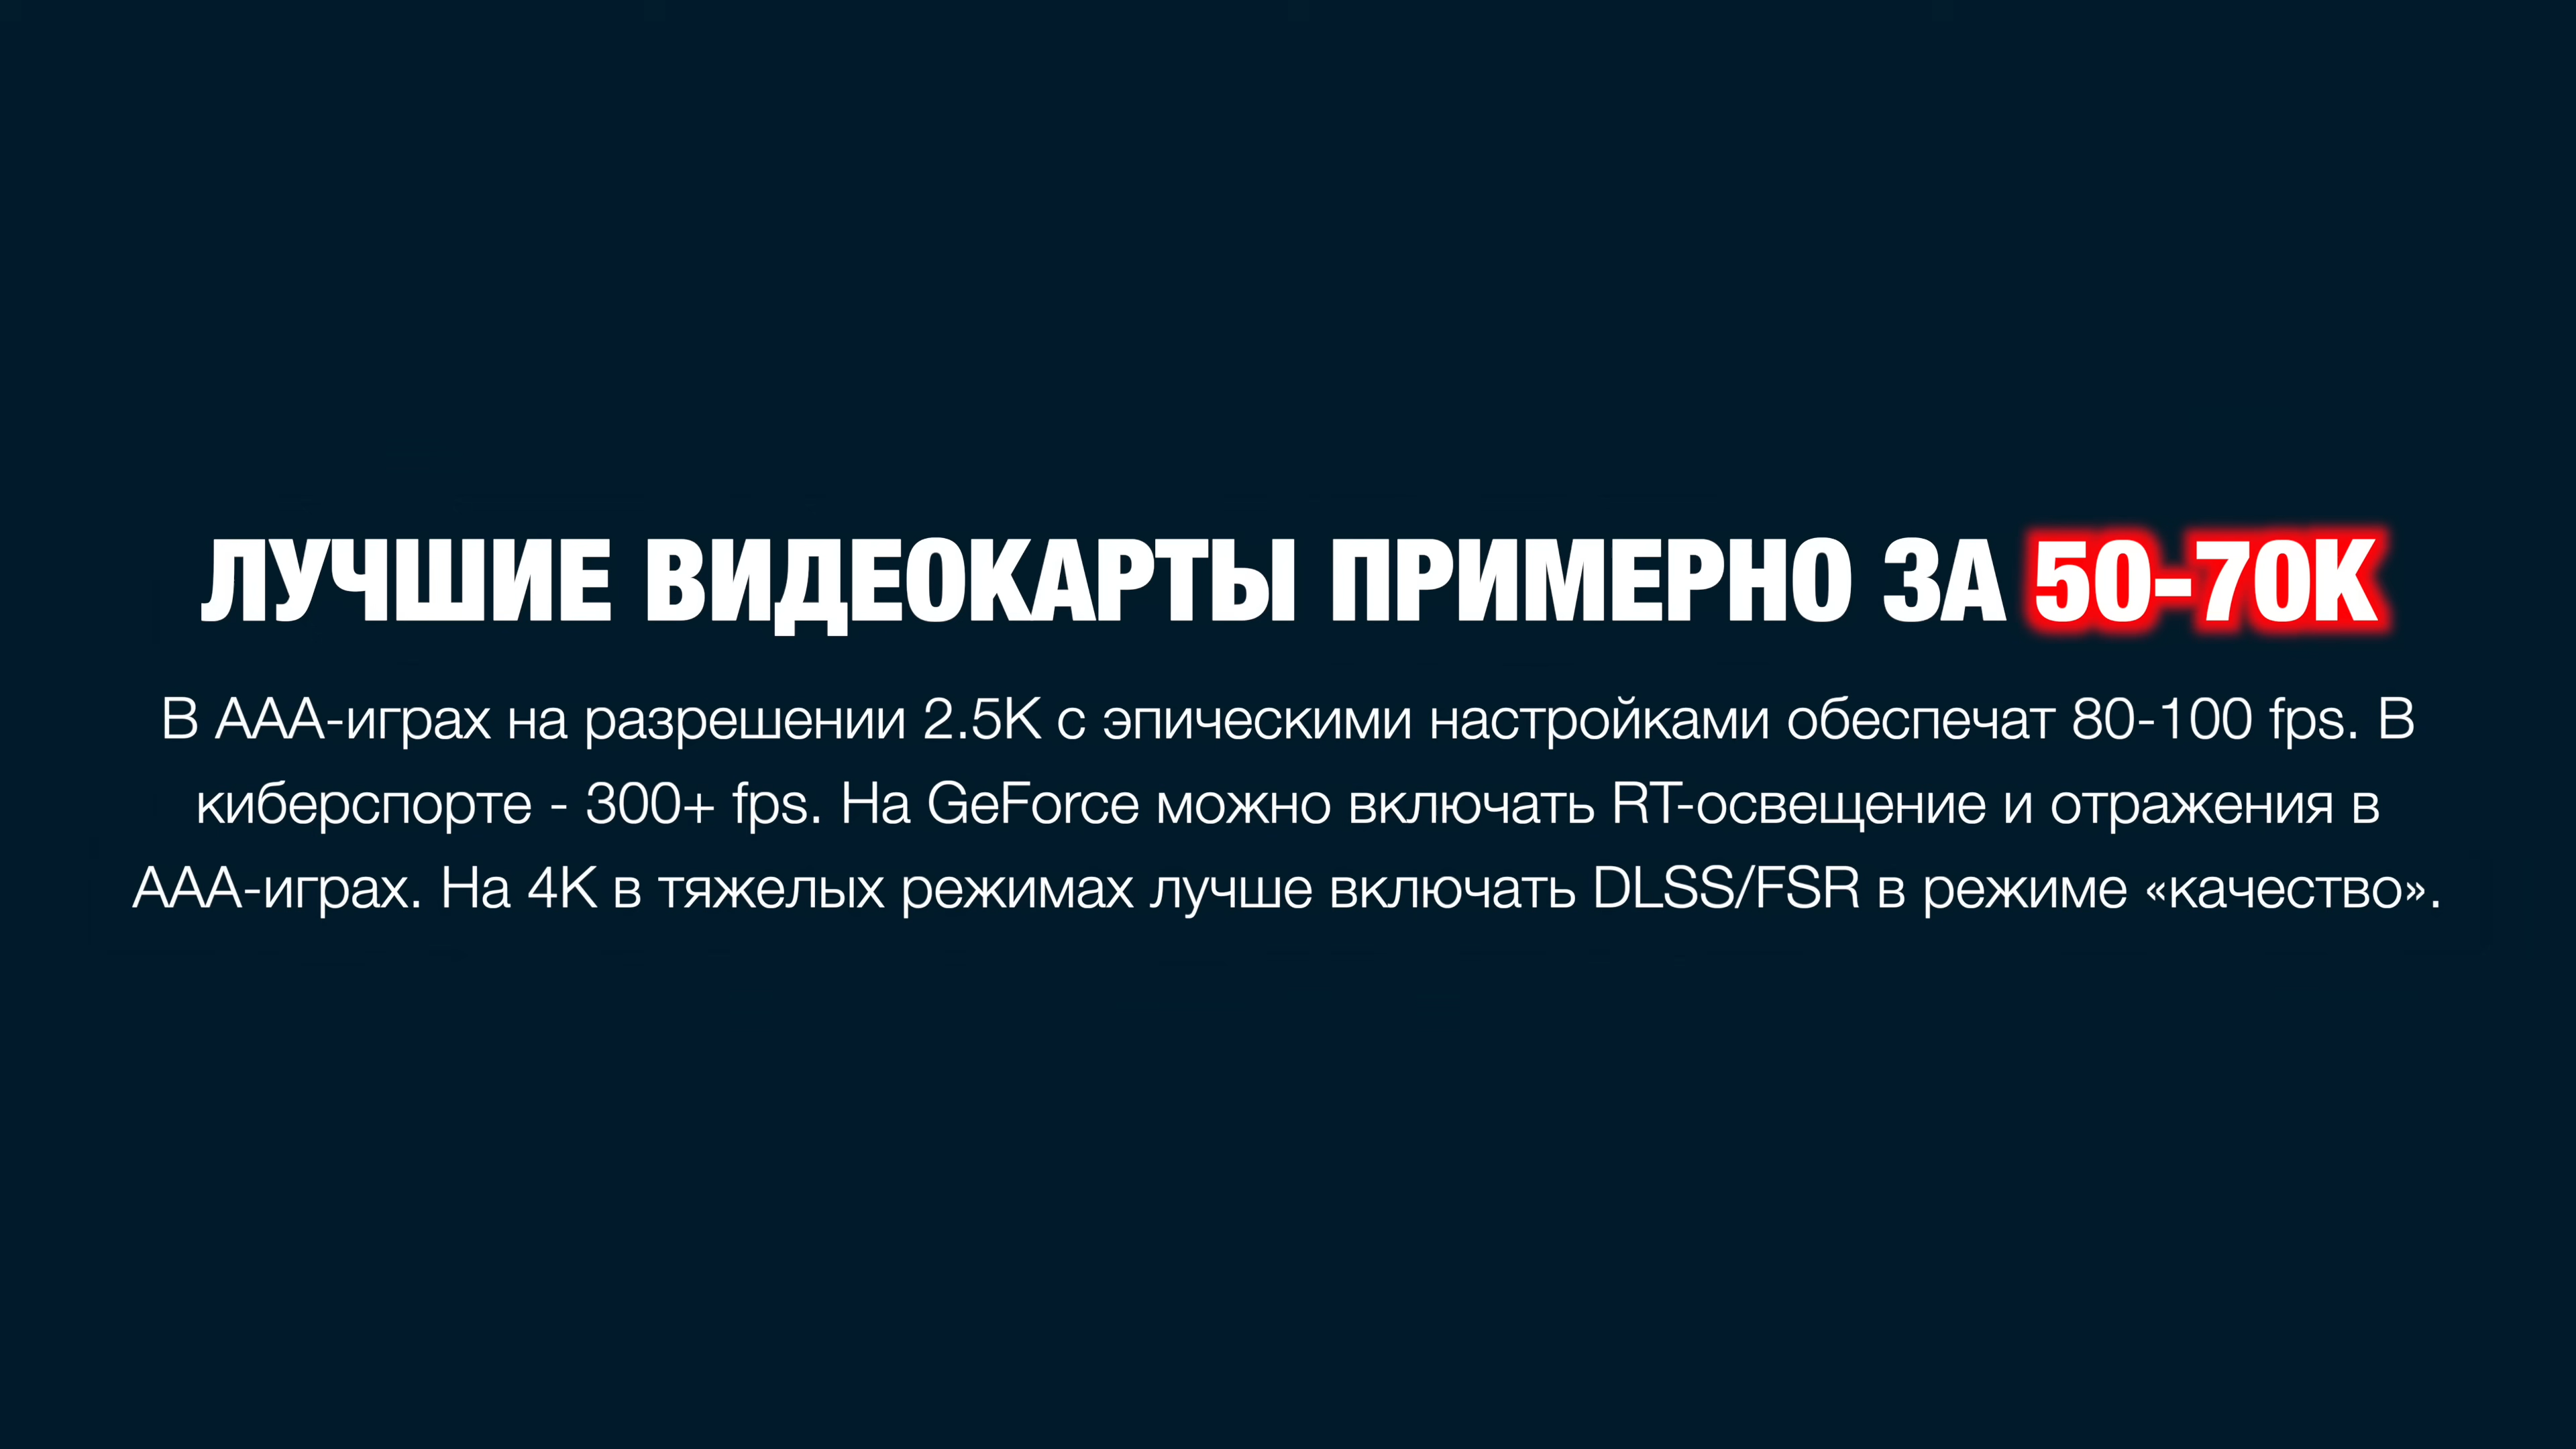 ЛУЧШИЕ ВИДЕОКАРТЫ ПРИМЕРНО ЗА 50-70К
В ААА-играх на разрешении 2.5К с эпическими настройками обеспечат 80-100 fps. В
киберспорте - 300+ fps. На GeForce можно включать RT-освещение и отражения в
ААА-играх. На 4К в тяжелых режимах лучше включать DLSS/FSR в режиме «качество».